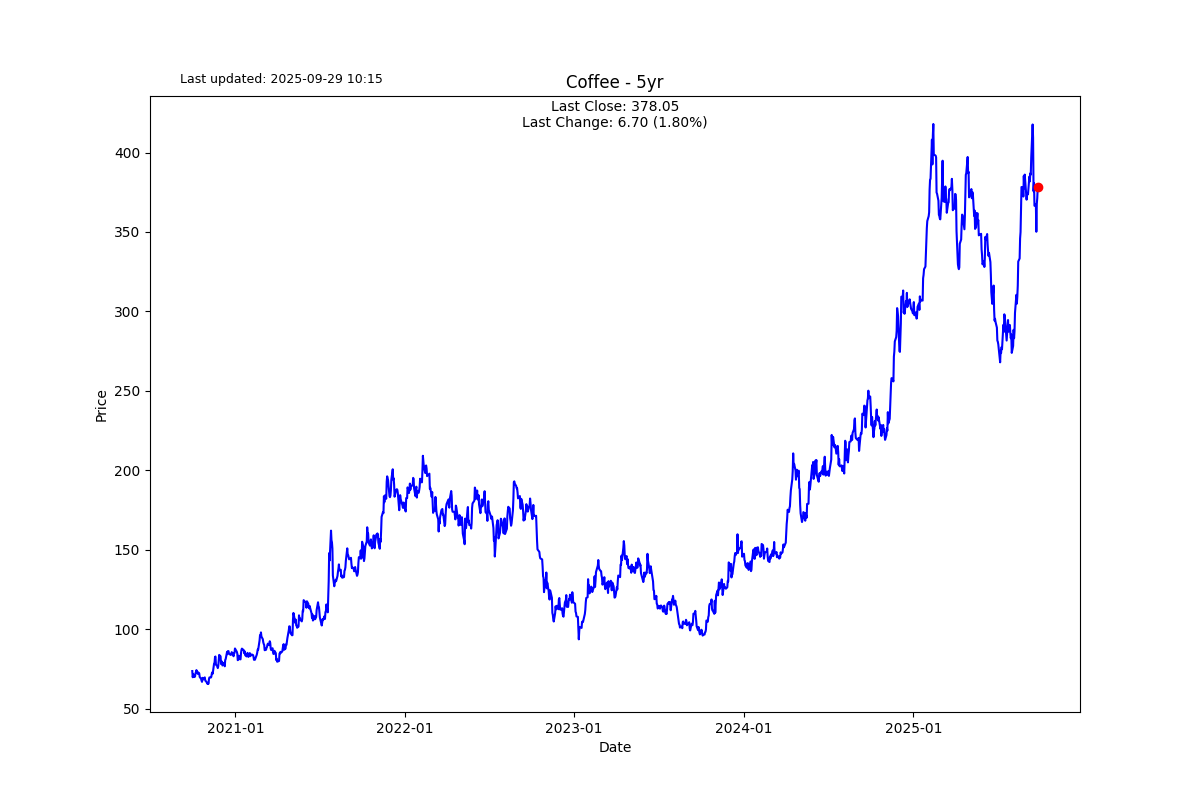 Last updated: 2025-09-29 10:15
Coffee - 5yr
Last Close: 378.05
Last Change: 6.70 (1.80%)
400
350
300
250
200
150
100
50
Price
2021-01
2022-01
2023-01
2024-01
2025-01
Date